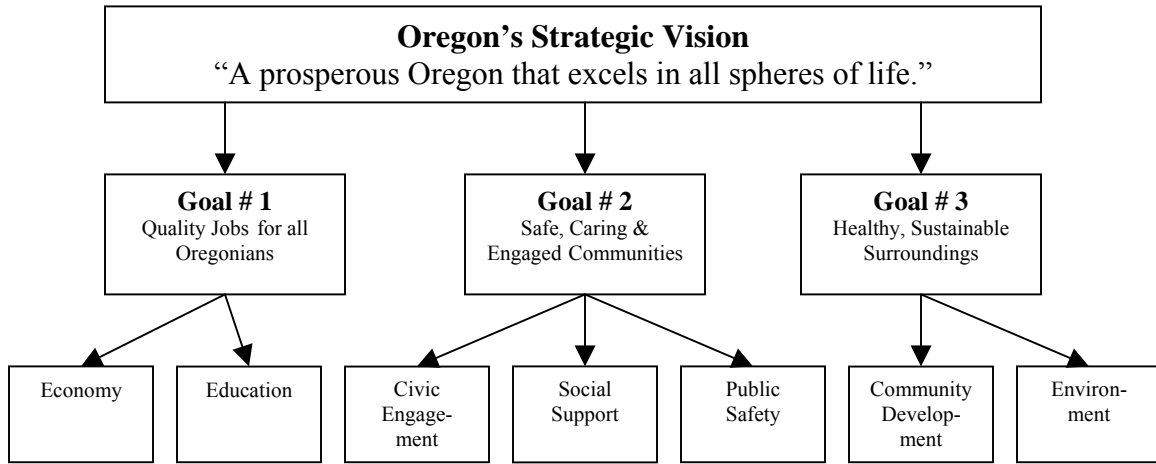 Oregon’s Strategic Vision
“A prosperous Oregon that excels in all spheres of life.”
Goal # 1
Quality Jobs for all
Oregonians
Goal # 2
Safe, Caring &
Engaged Communities
Goal # 3
Healthy, Sustainable
Surroundings
Economy
Education
Civic
Engage-
ment
Social
Support
Public
Safety
Community
Develop-
ment
Environ-
ment